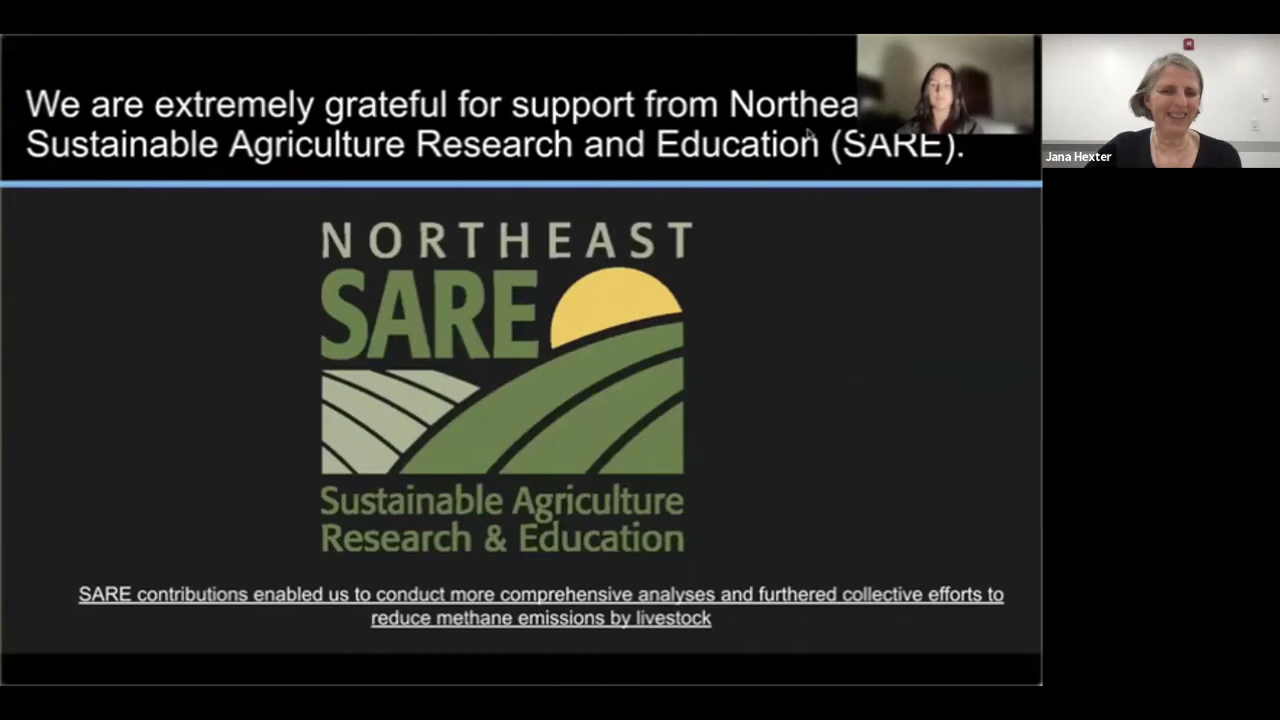 We are extremely grateful for support from
Sustainable Agriculture Research and Education (SARE).
Jana Hexter
NORTHEAST
SARE
Sustainable Agriculture
Research & Education
SARE contributions enabled us to conduct more comprehensive analyses and furthered collective efforts to
reduce methane emissions by livestock